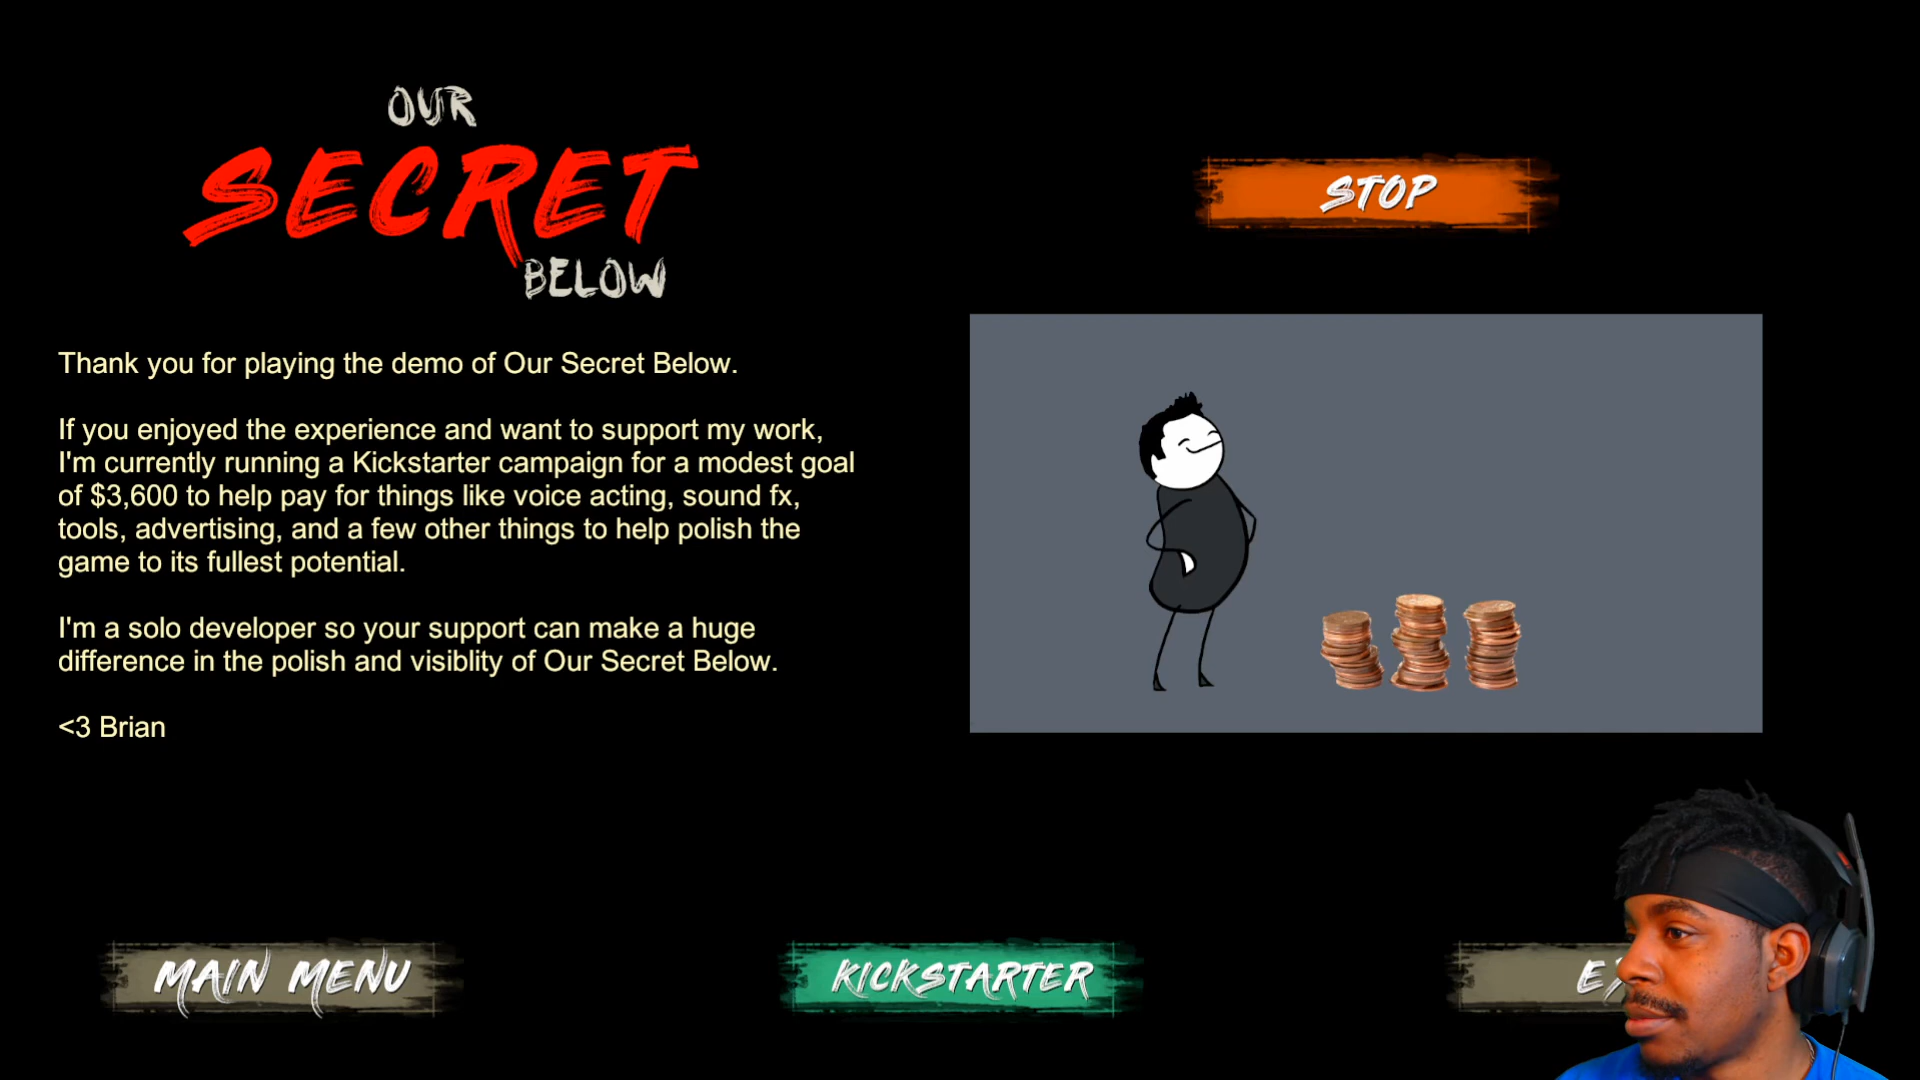 OUR
SECRET
BELOW
STOP
Thank you for playing the demo of Our Secret Below.
If you enjoyed the experience and want to support my work,
I'm currently running a Kickstarter campaign for a modest goal
of $3,600 to help pay for things like voice acting, sound fx,
tools, advertising, and a few other things to help polish the
game to its fullest potential.
I'm a solo developer so your support can make a huge
difference in the polish and visiblity of Our Secret Below.
<3 Brian
MAIN MENU
KICKSTARTER